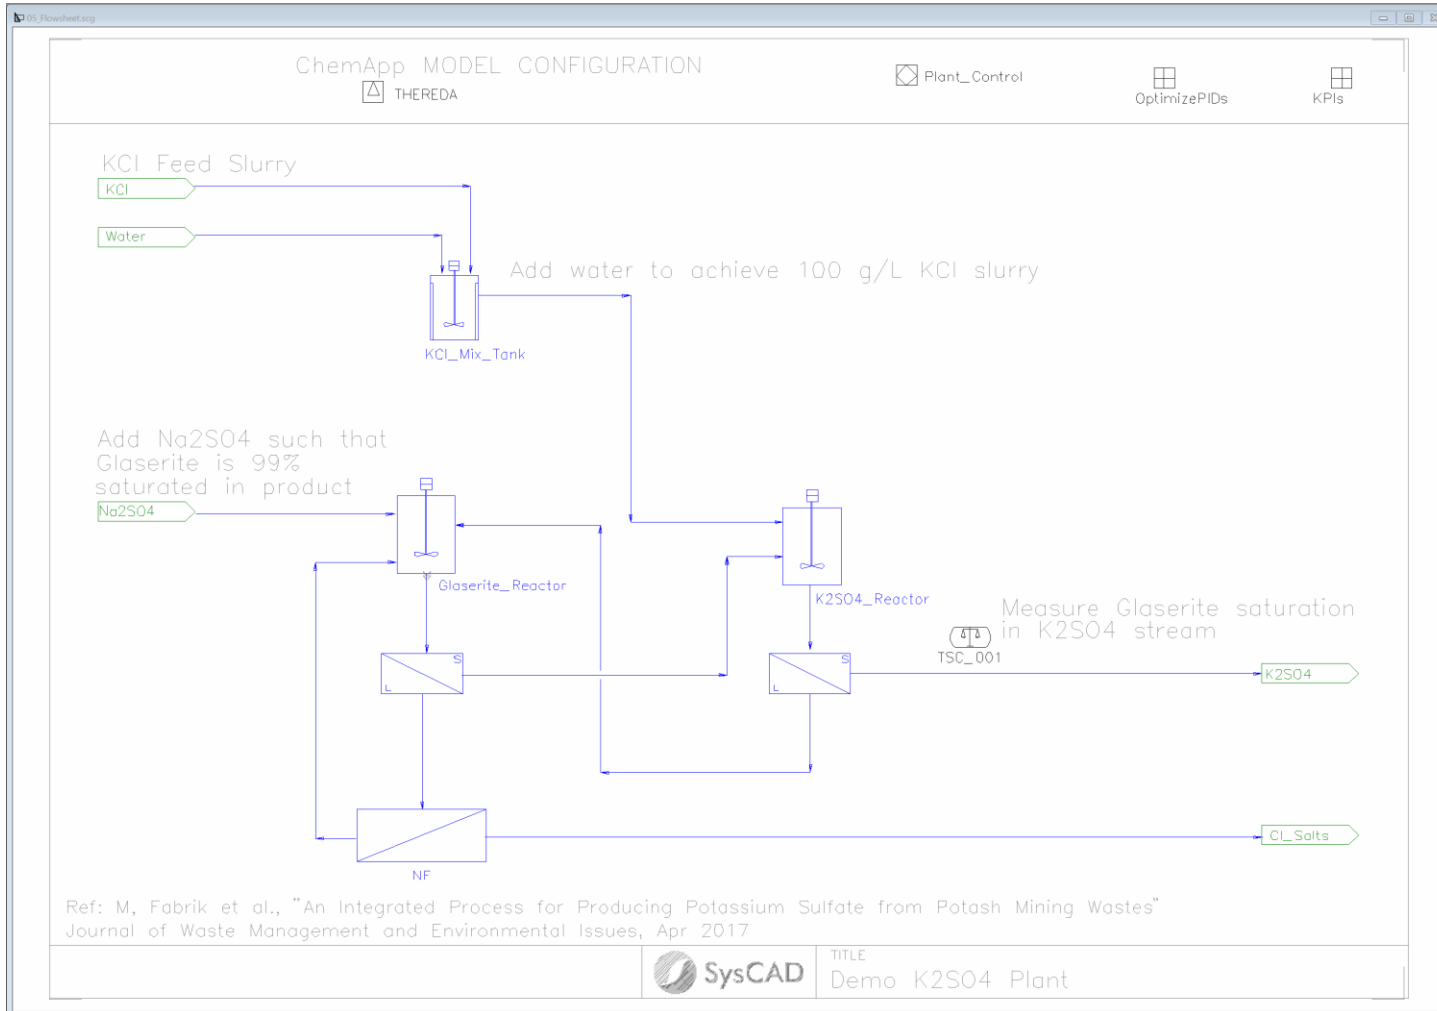 05_Flowsheet.scg
ChemApp MODEL CONFIGURATION
THEREDA
Plant_Control
OptimizePIDs
KPIs
KCl Feed Slurry
KCl
Water
Add water to achieve 100 g/L KCl slurry
KCl_Mix_Tank
Add Na2SO4 such that
Glaserite is 99%
saturated in product
Na2SO4
Glaserite_Reactor
K2SO4_Reactor
Measure Glaserite saturation
in K2SO4 stream
TSC_001
S
L
S
L
K2SO4
Cl_Salts
NF
Ref: M, Fabrik et al., "An Integrated Process for Producing Potassium Sulfate from Potash Mining Wastes"
Journal of Waste Management and Environmental Issues, Apr 2017
SysCAD
TITLE
Demo K2SO4 Plant